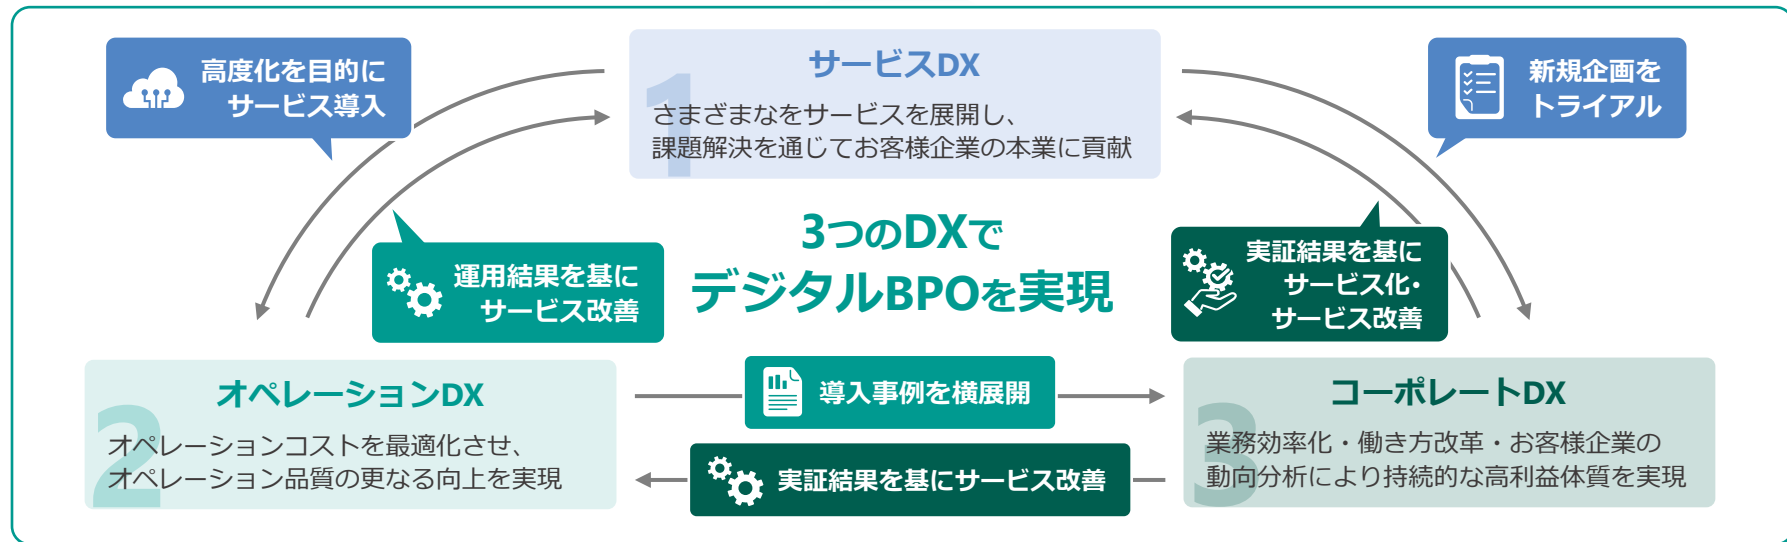 高度化を目的に
サービス導入
1
サービスDX
さまざまなをサービスを展開し、
課題解決を通じてお客様企業の本業に貢献
新規企画を
トライアル
運用結果を基に
サービス改善
3つのDXで
デジタルBPOを実現
実証結果を基に
サービス化・
サービス改善
2
オペレーションDX
オペレーションコストを最適化させ、
オペレーション品質の更なる向上を実現
導入事例を横展開
実証結果を基にサービス改善
3
コーポレートDX
業務効率化・働き方改革・お客様企業の
動向分析により持続的な高利益体質を実現